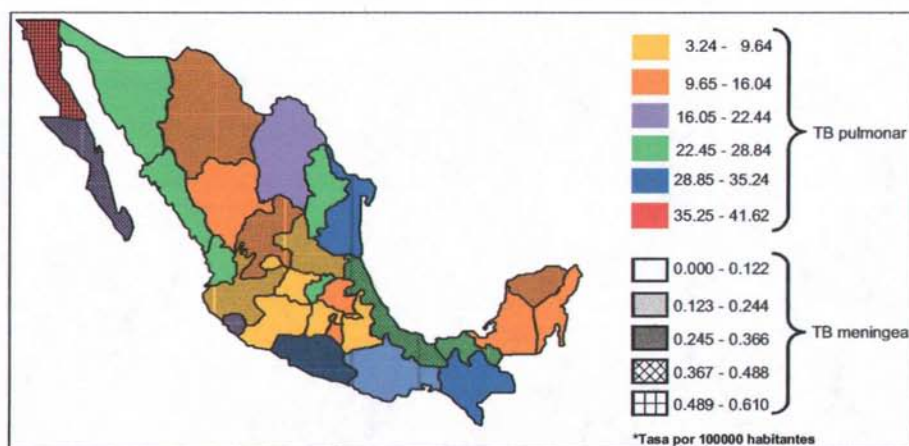 3.24 - 9.64
9.65 - 16.04
16.05 - 22.44
22.45 - 28.84
28.85 - 35.24
35.25 - 41.62
TB pulmonar
0.000 - 0.122
0.123 - 0.244
0.245 - 0.366
0.367 - 0.488
0.489 - 0.610
TB meningea
*Tasa por 100000 habitantes